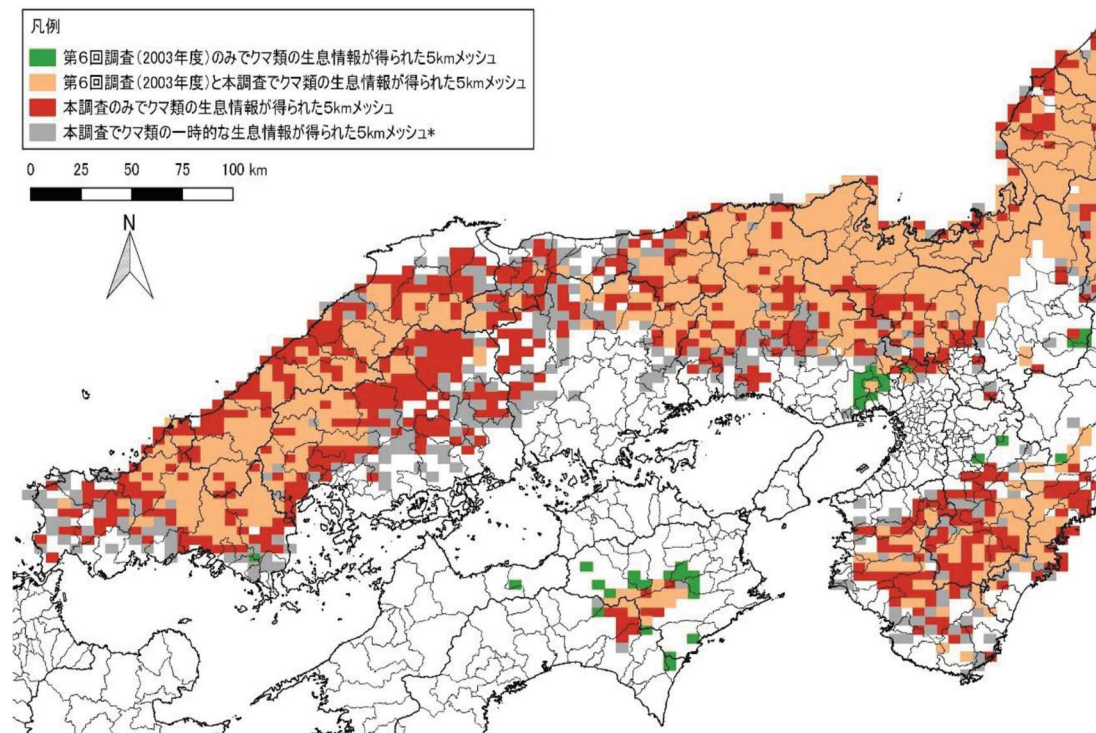 凡例
第6回調査(2003年度)のみでクマ類の生息情報が得られた5kmメッシュ
第6回調査(2003年度)と本調査でクマ類の生息情報が得られた5kmメッシュ
本調査のみでクマ類の生息情報が得られた5kmメッシュ
本調査でクマ類の一時的な生息情報が得られた5kmメッシュ*
0 25 50 75 100 km
N